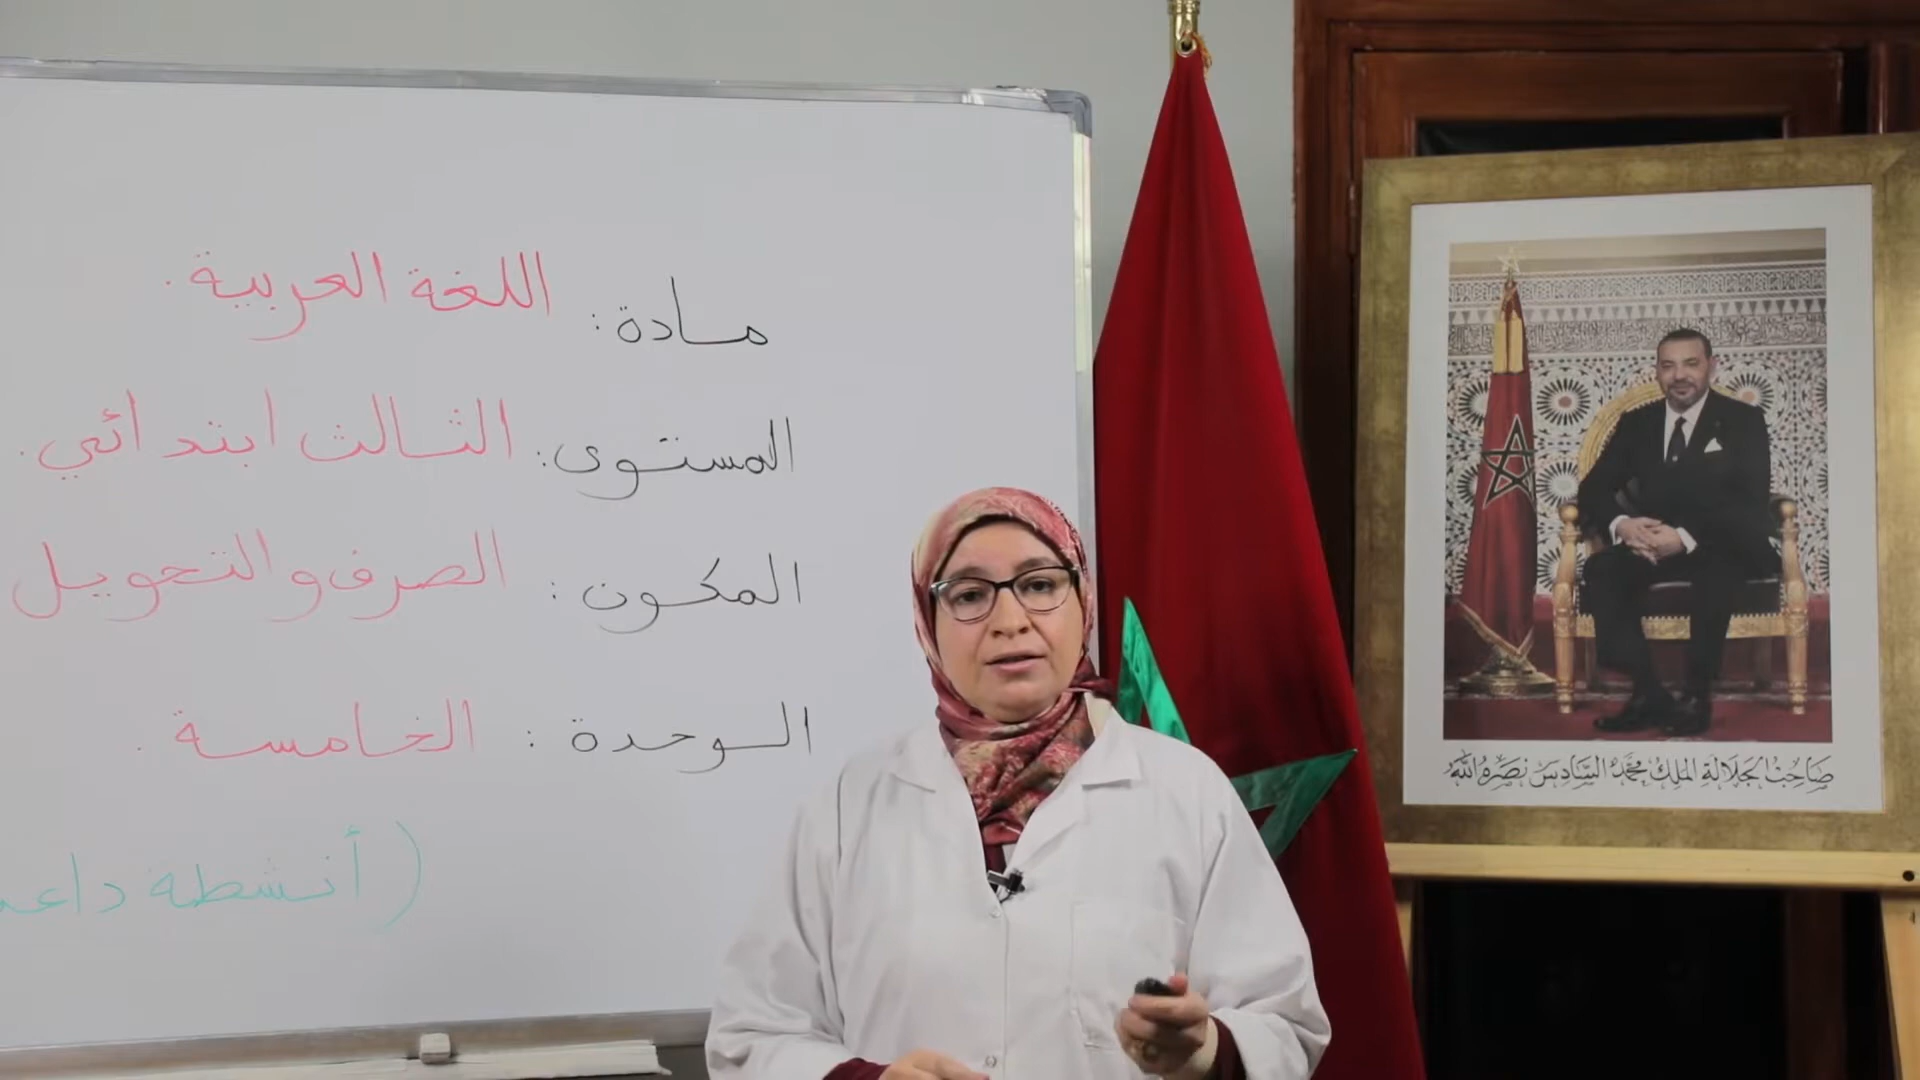 مادة : اللغة العربية .
المستوى : الثالث ابتدائي .
المكون : الصرف والتحويل
الوحدة : الخامسة .
( أنشطة
صاحب الجلالة الملك محمد السادس نصره الله